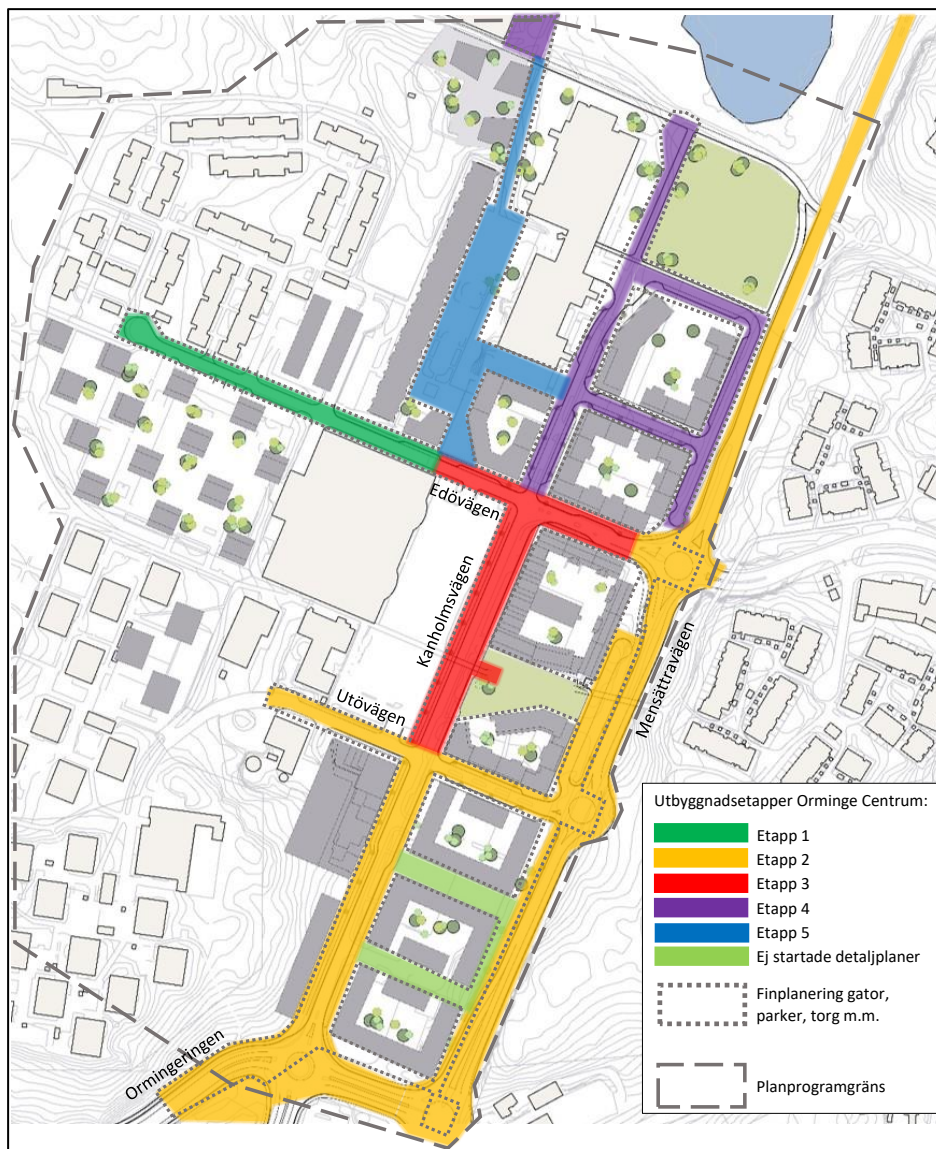 Edövägen
Kanholmsvägen
Utövägen
Mensättravägen
Ormingeringen
Utbyggnadsetapper Orminge Centrum:
Etapp 1
Etapp 2
Etapp 3
Etapp 4
Etapp 5
Ej startade detaljplaner
Finplanering gator,
parker, torg m.m.
Planprogramgräns